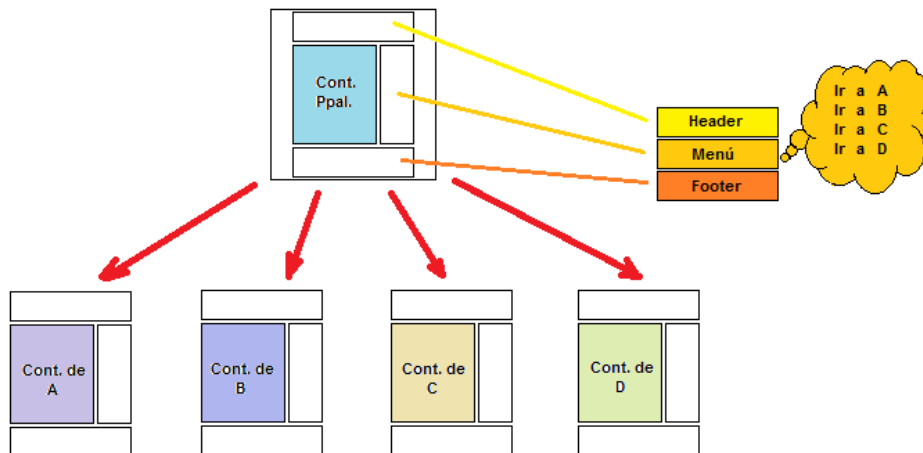 Cont.
Ppal.
Header
Menú
Footer
Ir a A
Ir a B
Ir a C
Ir a D
Cont. de
A
Cont. de
B
Cont. de
C
Cont. de
D